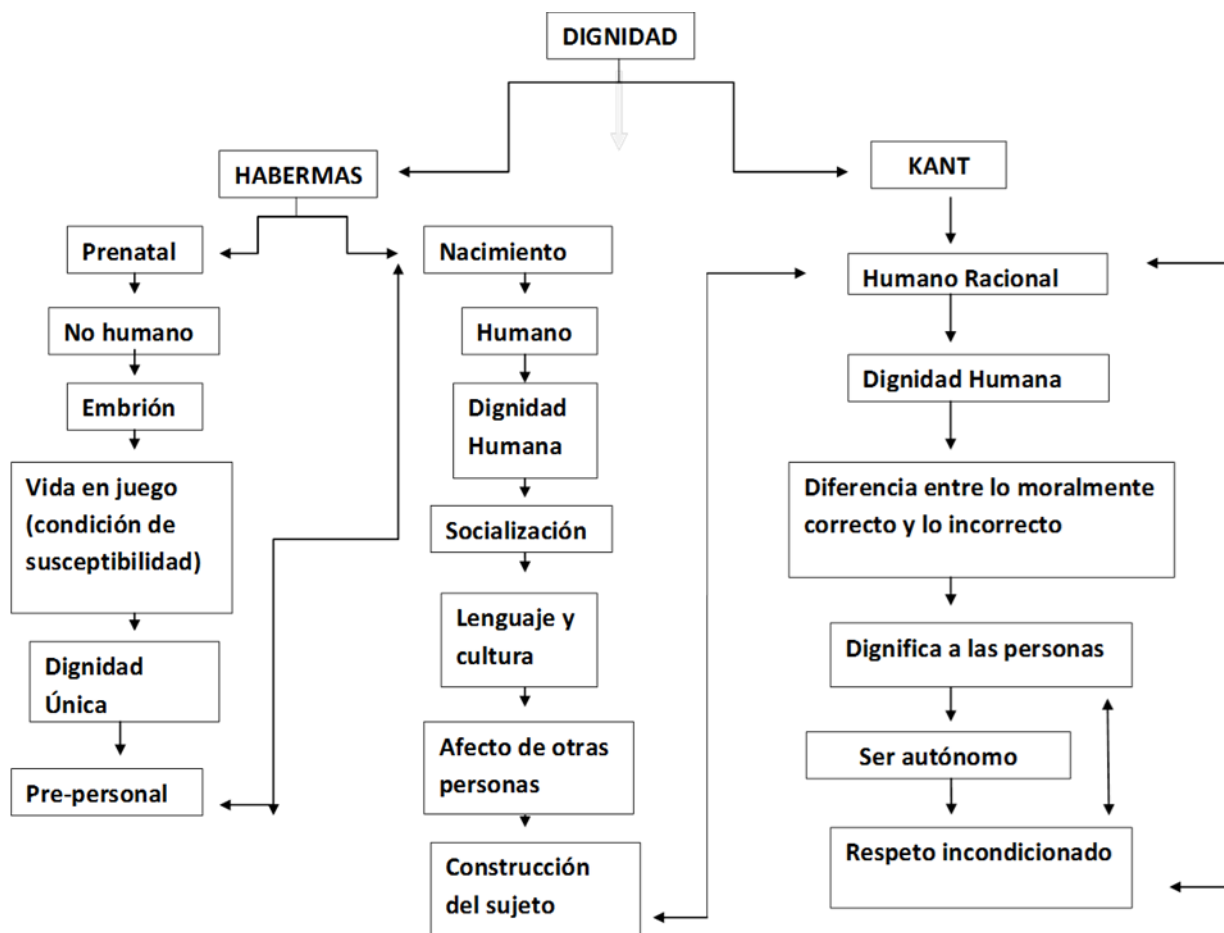 DIGNIDAD
HABERMAS
KANT
Prenatal
No humano
Embrión
Vida en juego
(condición de
susceptibilidad)
Dignidad
Única
Pre-personal
Nacimiento
Humano
Dignidad
Humana
Socialización
Lenguaje y
cultura
Afecto de otras
personas
Construcción
del sujeto
Humano Racional
Dignidad Humana
Diferencia entre lo moralmente
correcto y lo incorrecto
Dignifica a las personas
Ser autónomo
Respeto incondicionado